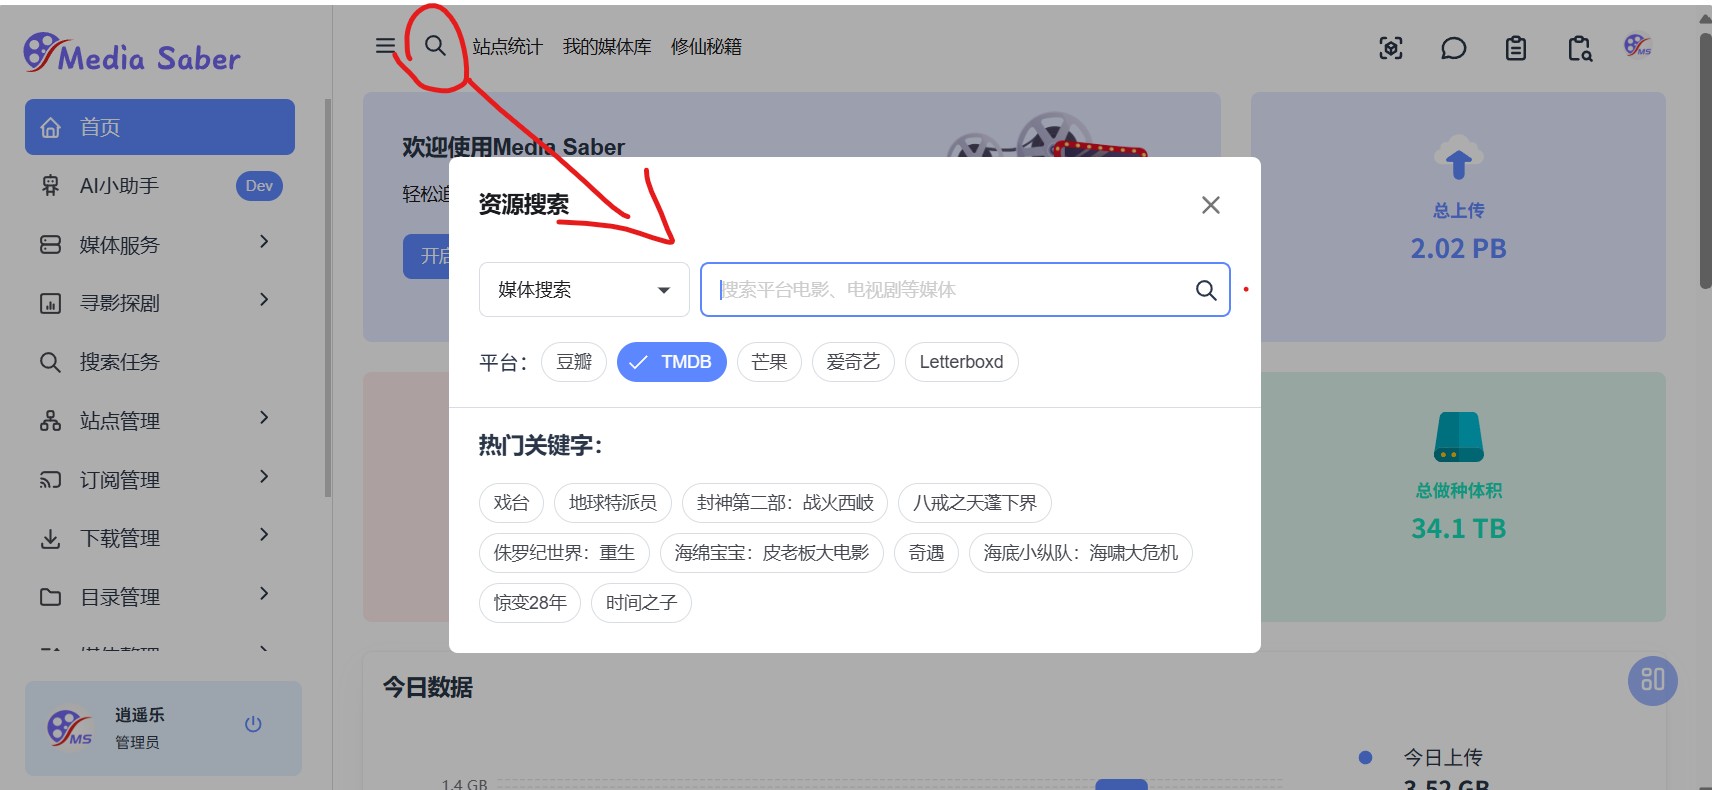 Media Saber
站点统计 我的媒体库 修仙秘籍
首页
AI小助手 Dev
媒体服务
寻影探剧
搜索任务
站点管理
订阅管理
下载管理
目录管理
逍遥乐
管理员
MS
MS
欢迎使用Media Saber
轻松追
开启
总上传
2.02 PB
资源搜索
媒体搜索
搜索平台电影、电视剧等媒体
平台： 豆瓣 TMDB 芒果 爱奇艺 Letterboxd
热门关键字：
戏台 地球特派员 封神第二部：战火西岐 八戒之天蓬下界
侏罗纪世界：重生 海绵宝宝：皮老板大电影 奇遇 海底小纵队：海啸大危机
惊变28年 时间之子
总做种体积
34.1 TB
今日数据
1.4 GB
今日上传
3.52 GB